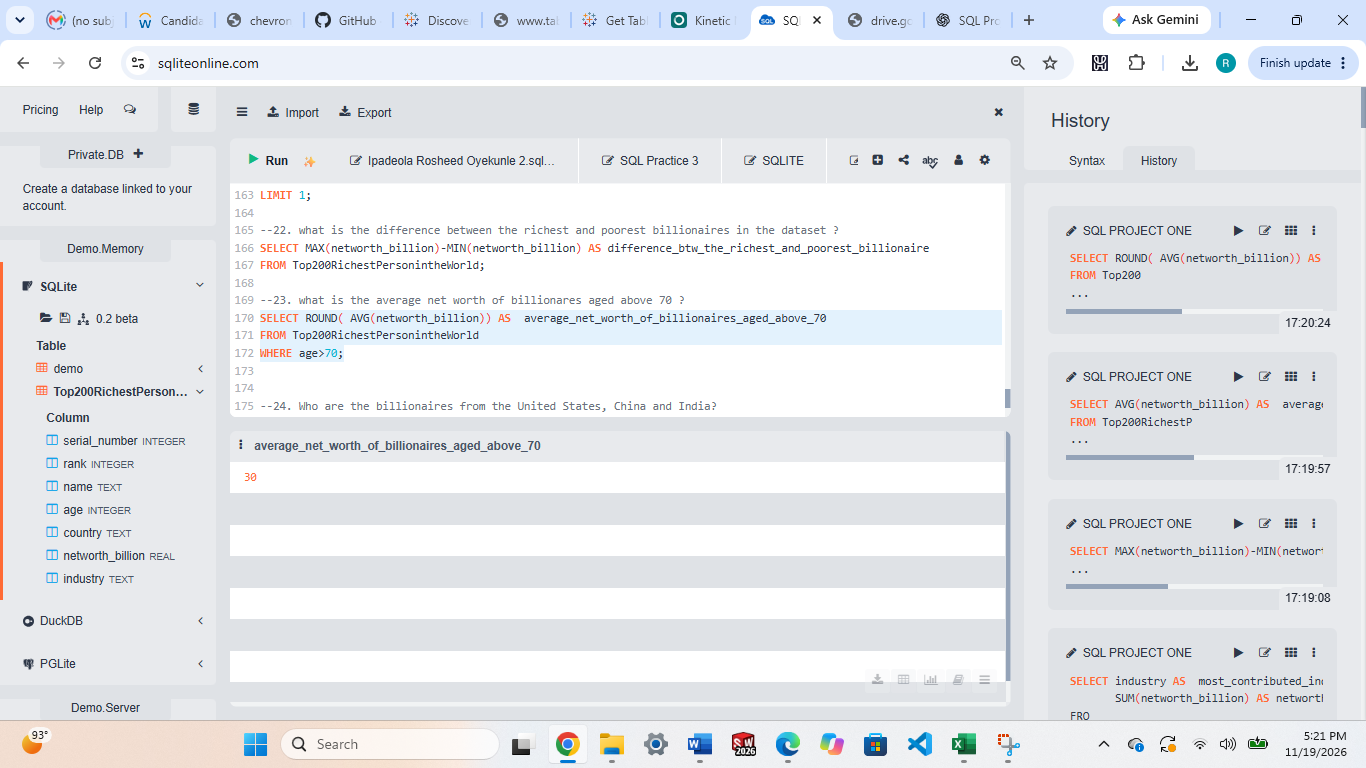 (no subj
Candida
chevron
GitHub
Discove
www.tab
Get Tabl
Kinetic
SQL
drive.go
SQL Pro
Ask Gemini
sqliteonline.com
R
Finish update
Pricing
Help
Import
Export
History
Private.DB
Run
Ipadeola Rosheed Oyekunle 2.sql...
SQL Practice 3
SQLITE
abc
Syntax
History
Create a database linked to your
account.
Demo.Memory
SQLite
0.2 beta
Table
demo
Top200RichestPerson...
Column
serial_number INTEGER
rank INTEGER
name TEXT
age INTEGER
country TEXT
networth_billion REAL
industry TEXT
DuckDB
PGLite
Demo.Server
163 LIMIT 1;
164
165 --22. what is the difference between the richest and poorest billionaires in the dataset ?
166 SELECT MAX(networth_billion)-MIN(networth_billion) AS difference_btw_the_richest_and_poorest_billionaire
167 FROM Top200RichestPersonintheWorld;
168
169 --23. what is the average net worth of billionares aged above 70 ?
170 SELECT ROUND( AVG(networth_billion)) AS  average_net_worth_of_billionaires_aged_above_70
171 FROM Top200RichestPersonintheWorld
172 WHERE age>70;
173
174
175 --24. Who are the billionaires from the United States, China and India?
average_net_worth_of_billionaires_aged_above_70
30
SQL PROJECT ONE
SELECT ROUND( AVG(networth_billion)) AS
FROM Top200
...
17:20:24
SQL PROJECT ONE
SELECT AVG(networth_billion) AS  average
FROM Top200RichestP
...
17:19:57
SQL PROJECT ONE
SELECT MAX(networth_billion)-MIN(networt
...
17:19:08
SQL PROJECT ONE
SELECT industry AS  most_contributed_ind
SUM(networth_billion) AS networth
FRO
93°
Search
SW
2026
5:21 PM
11/19/2026